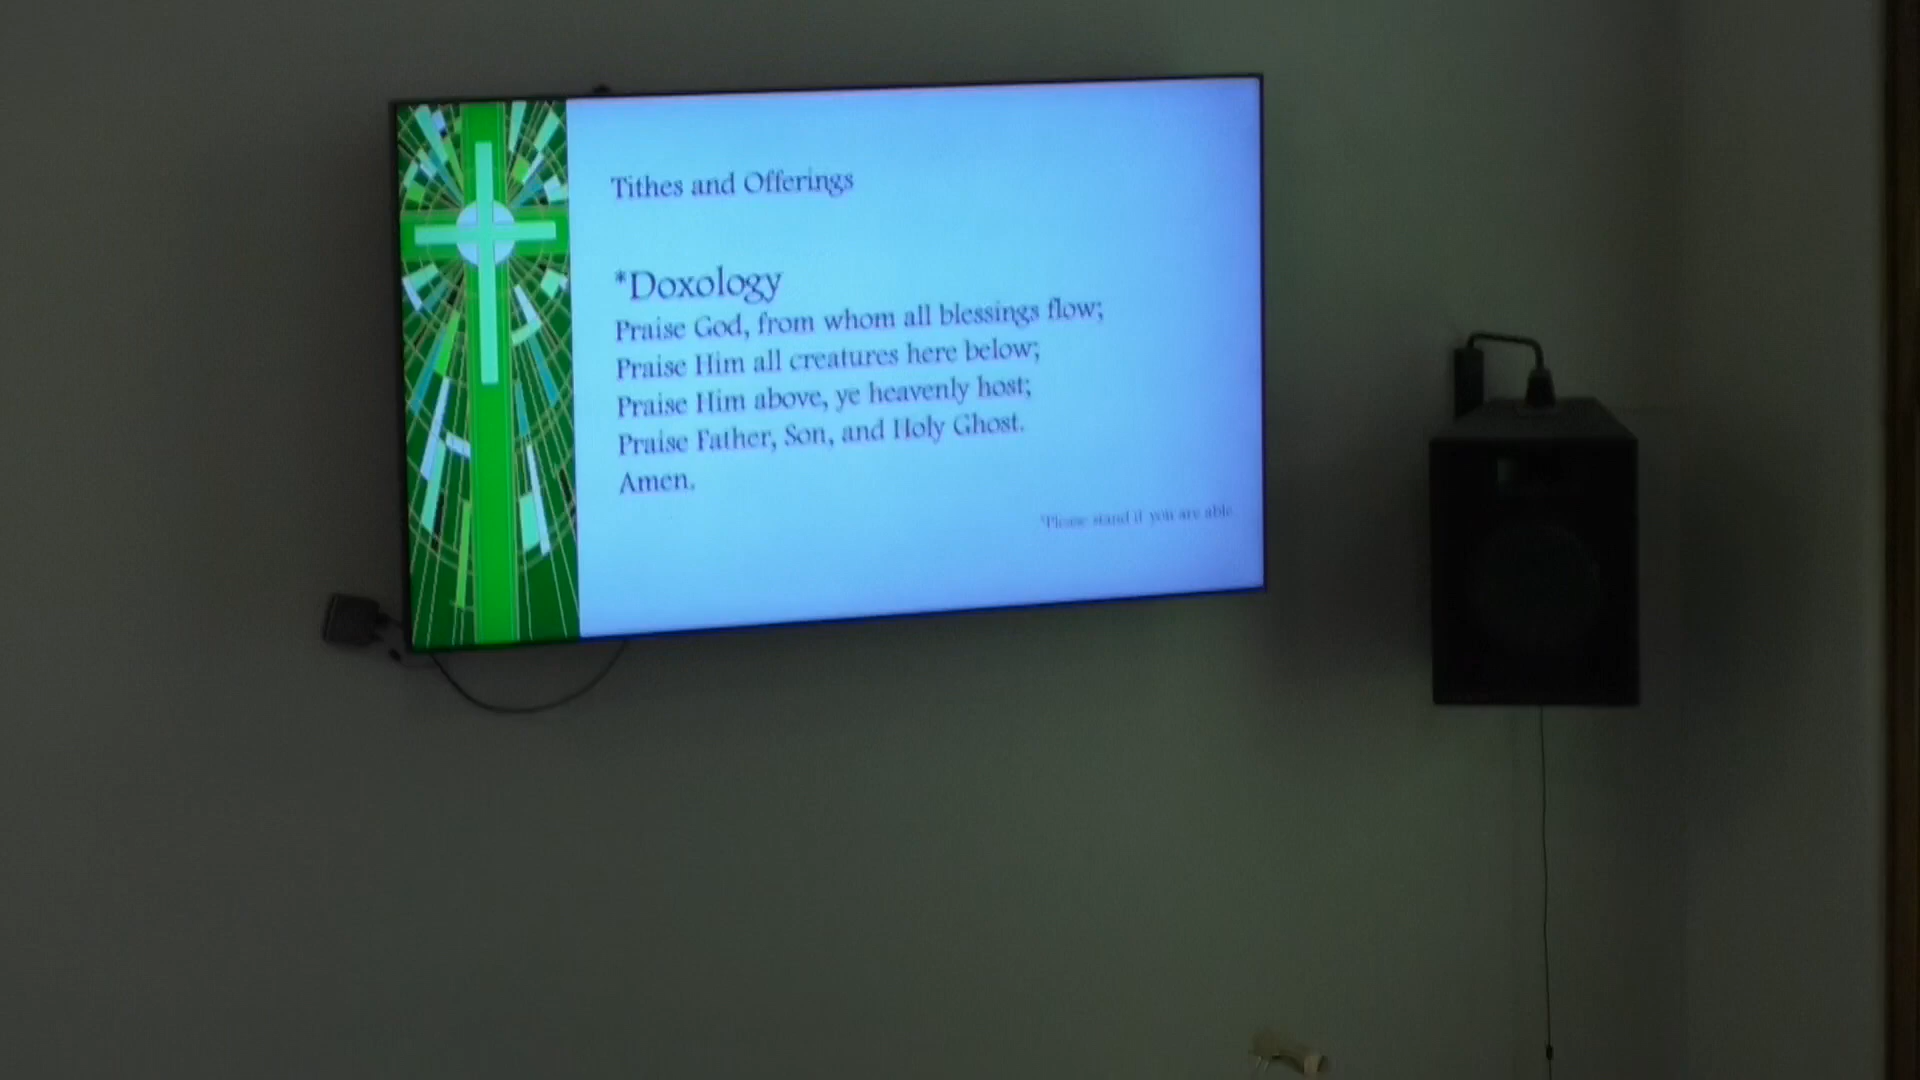 Tithes and Offerings
*Doxology
Praise God, from whom all blessings flow;
Praise Him all creatures here below;
Praise Him above, ye heavenly host;
Praise Father, Son, and Holy Ghost.
Amen.
*Please stand if you are able